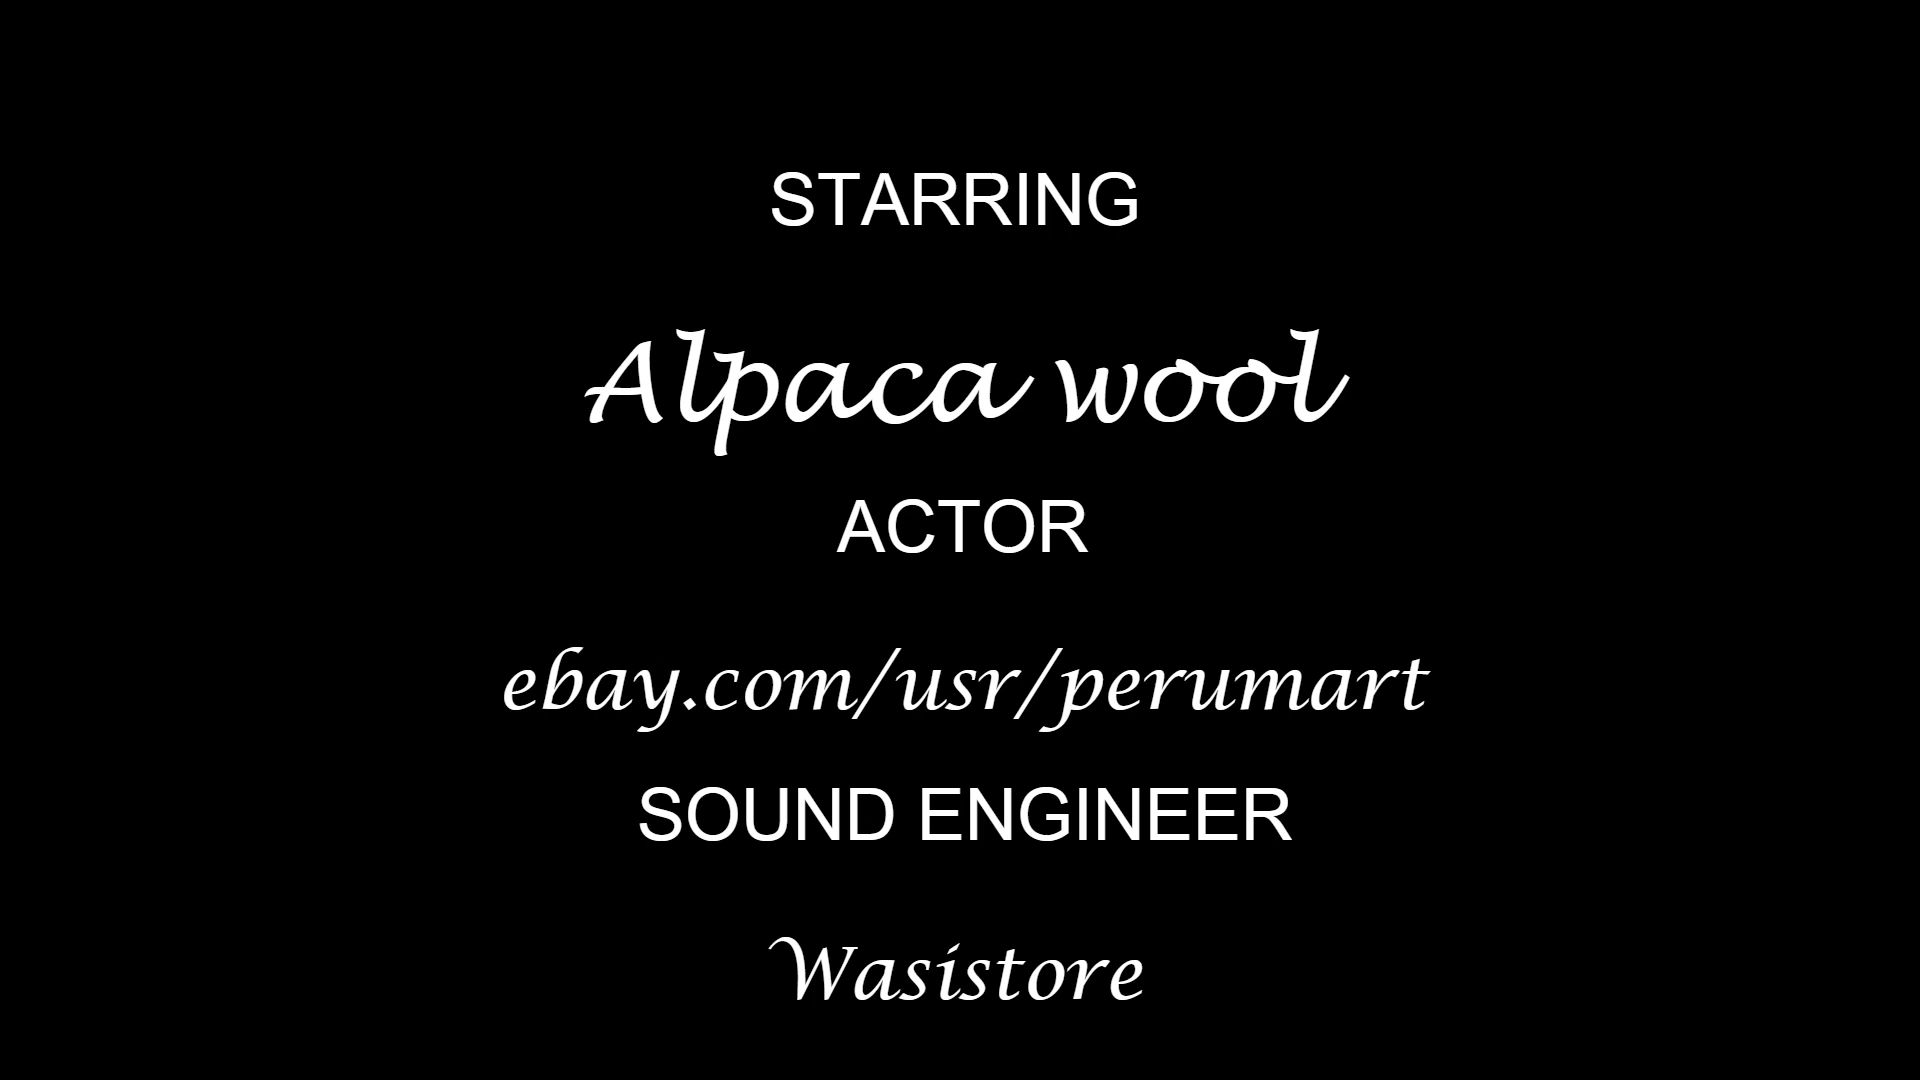 STARRING
Alpaca wool
ACTOR
ebay.com/usr/perumart
SOUND ENGINEER
Wasistore